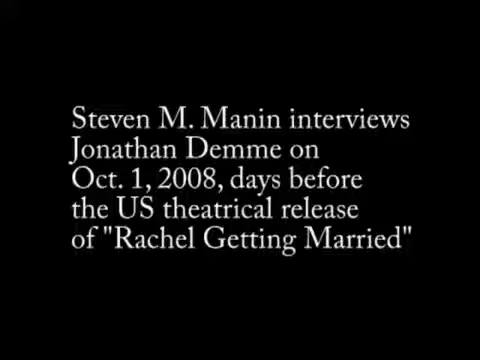 Steven M. Manin interviews
Jonathan Demme on
Oct. 1, 2008, days before
the US theatrical release
of "Rachel Getting Married"